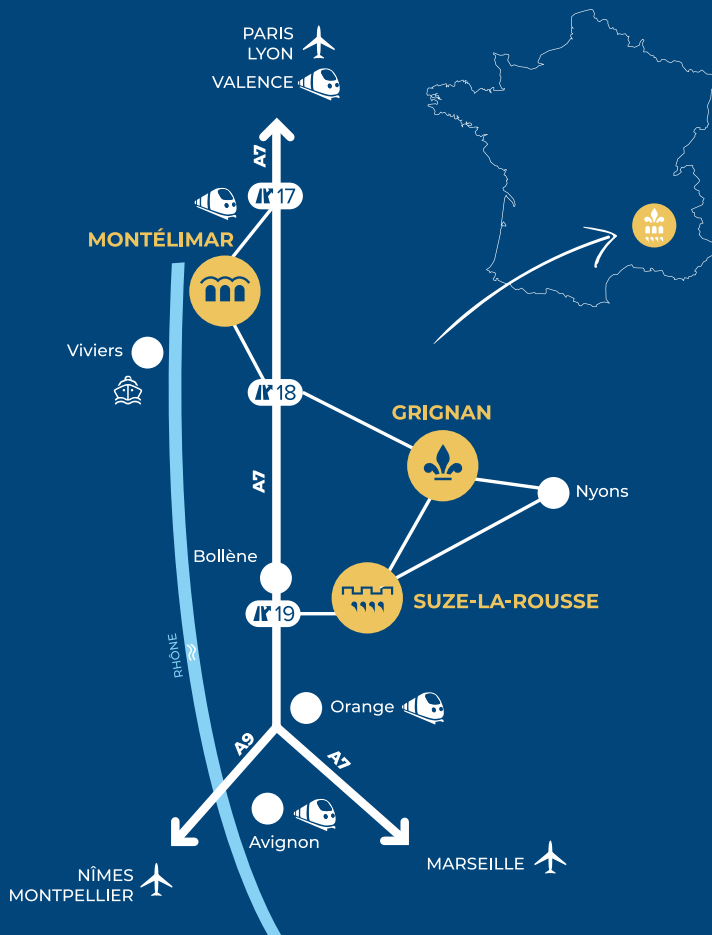 PARIS
LYON
VALENCE
A7
17
MONTÉLIMAR
Viviers
18
GRIGNAN
A7
Nyons
Bollène
SUZE-LA-ROUSSE
19
RHÔNE
Orange
A9
A7
Avignon
MARSEILLE
NÎMES
MONTPELLIER